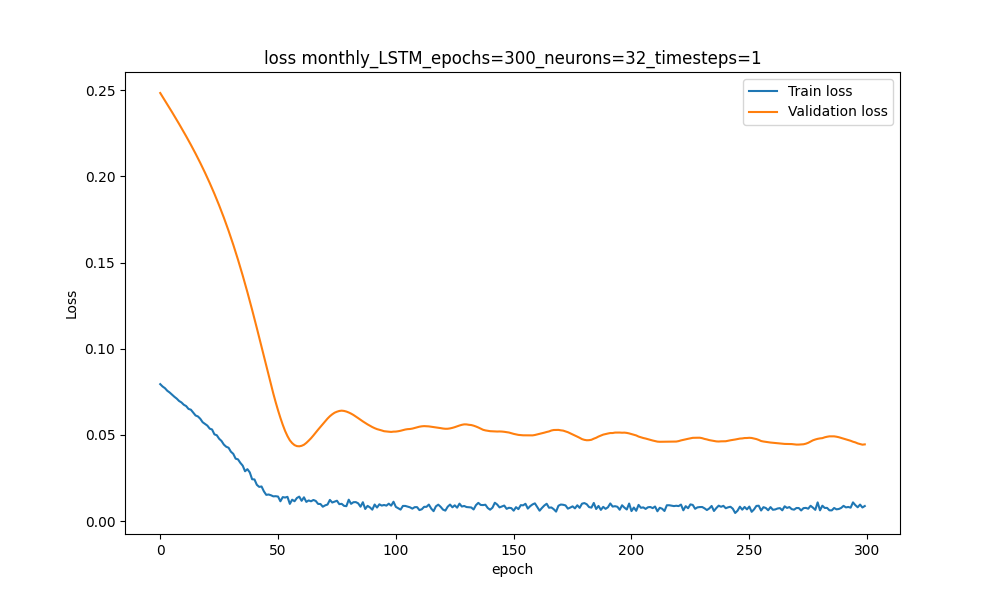 loss monthly_LSTM_epochs=300_neurons=32_timesteps=1
Train loss
Validation loss
0.25
0.20
0.15
0.10
0.05
0.00
Loss
0 50 100 150 200 250 300
epoch